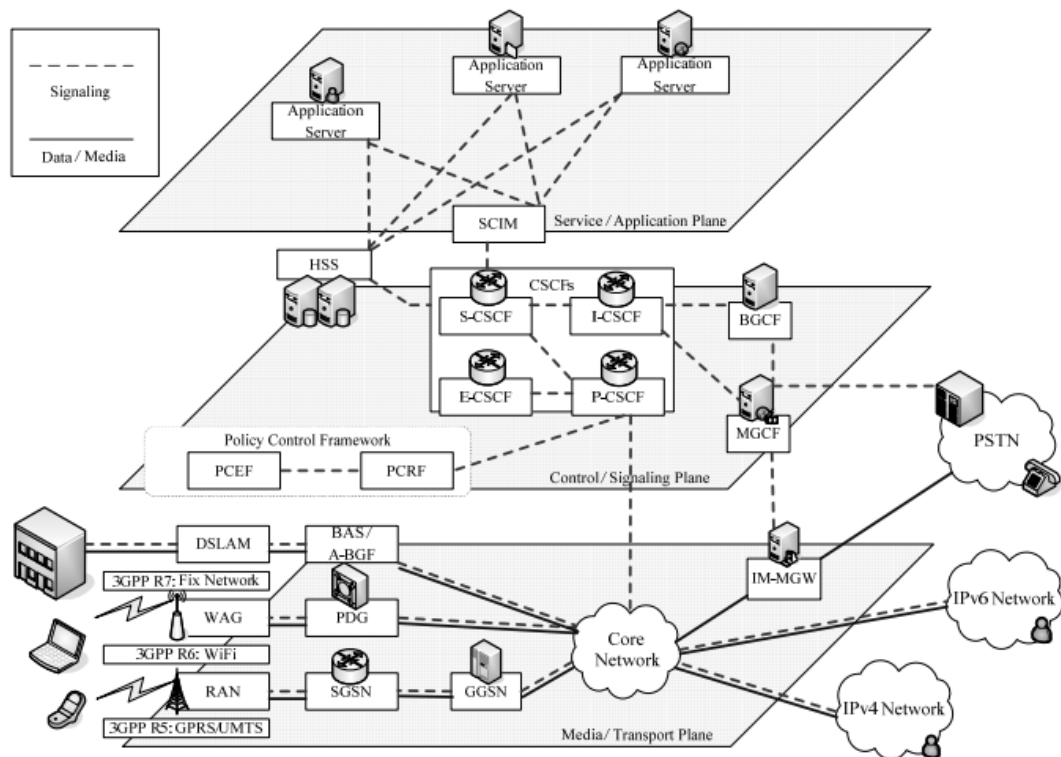 Signaling
Data / Media
Application
Server
Application
Server
Application
Server
SCIM
Service / Application Plane
HSS
CSCFs
S-CSCF
I-CSCF
BGCF
E-CSCF
P-CSCF
MGCF
PSTN
Policy Control Framework
PCEF
PCRF
Control / Signaling Plane
DSLAM
BAS /
A-BGF
IM-MGW
3GPP R7: Fix Network
WAG
PDG
Core
Network
IPv6 Network
3GPP R6: WiFi
RAN
SGSN
GGSN
IPv4 Network
3GPP R5: GPRS/UMTS
Media / Transport Plane